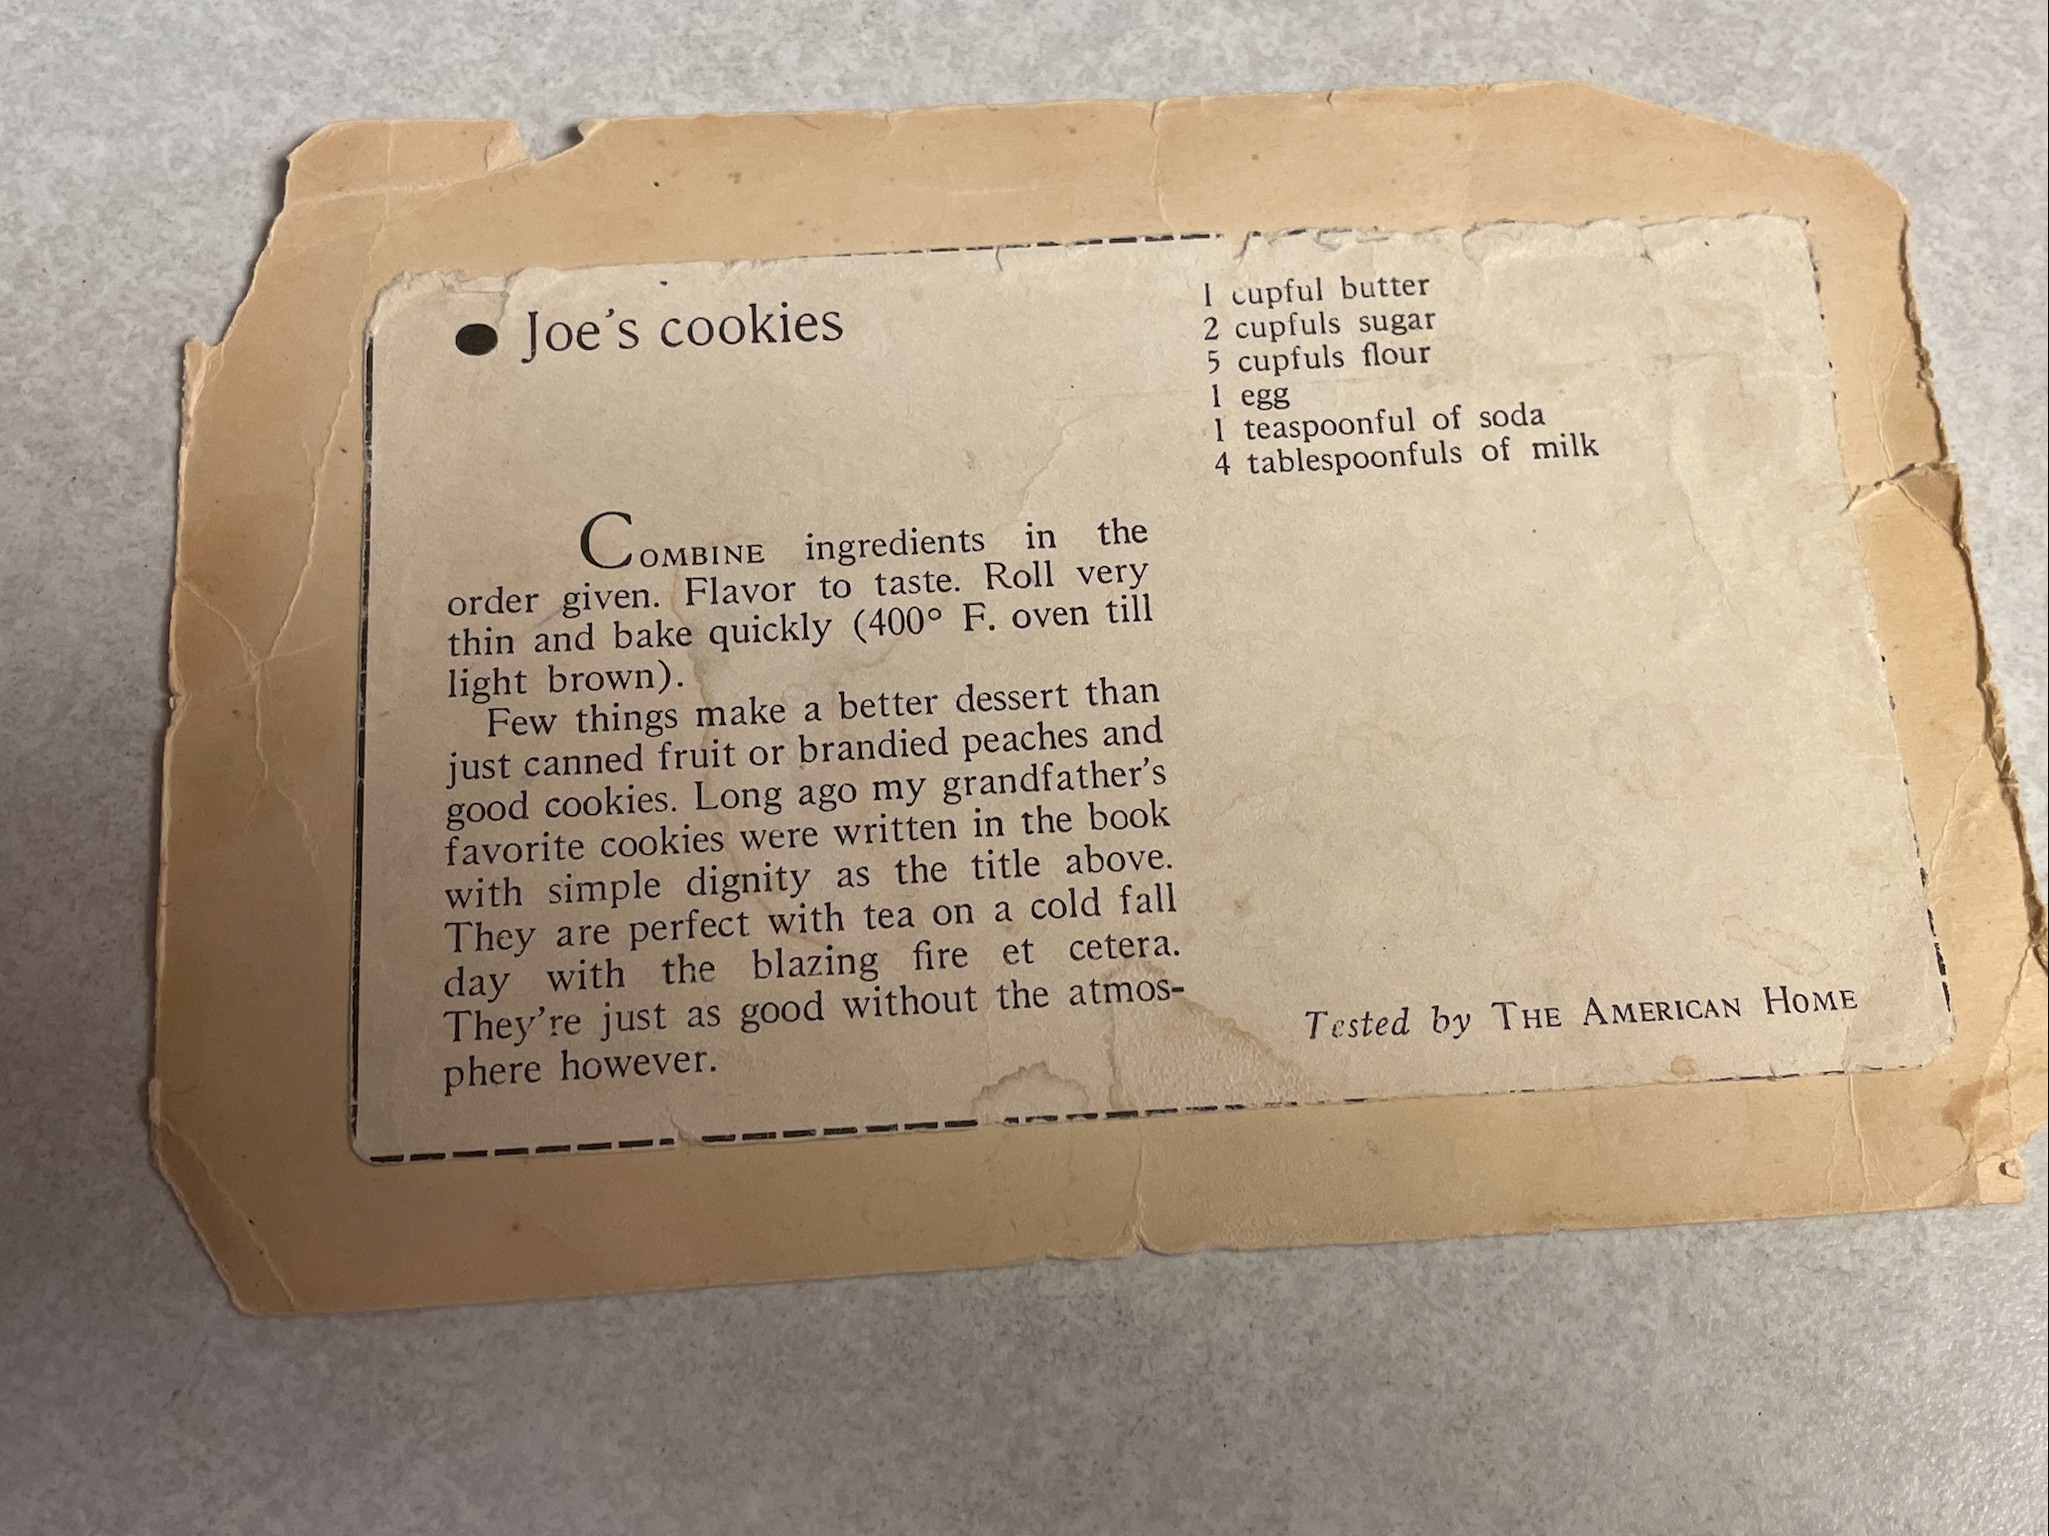 ● Joe's cookies
1 cupful butter
2 cupfuls sugar
5 cupfuls flour
1 egg
1 teaspoonful of soda
4 tablespoonfuls of milk
COMBINE ingredients in the
order given. Flavor to taste. Roll very
thin and bake quickly (400° F. oven till
light brown).
Few things make a better dessert than
just canned fruit or brandied peaches and
good cookies. Long ago my grandfather's
favorite cookies were written in the book
with simple dignity as the title above.
They are perfect with tea on a cold fall
day with the blazing fire et cetera.
They're just as good without the atmos-
phere however.
Tested by THE AMERICAN HOME